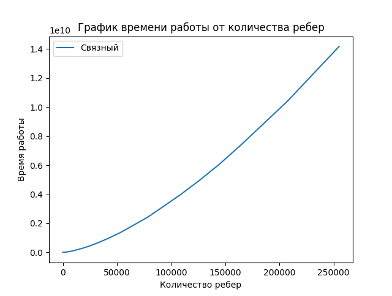 График времени работы от количества ребер
1e10
Связный
1.4
1.2
1.0
0.8
0.6
0.4
0.2
0.0
Время работы
0 50000 100000 150000 200000 250000
Количество ребер